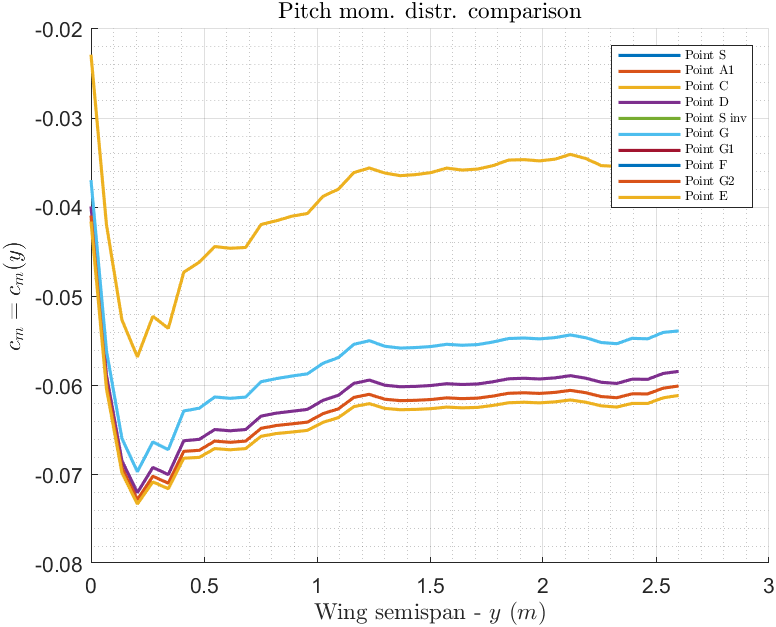 Pitch mom. distr. comparison
-0.02
-0.03
-0.04
-0.05
-0.06
-0.07
-0.08
c_m = c_m(y)
Point S
Point A1
Point C
Point D
Point S inv
Point G
Point G1
Point F
Point G2
Point E
0 0.5 1 1.5 2 2.5 3
Wing semispan - y (m)